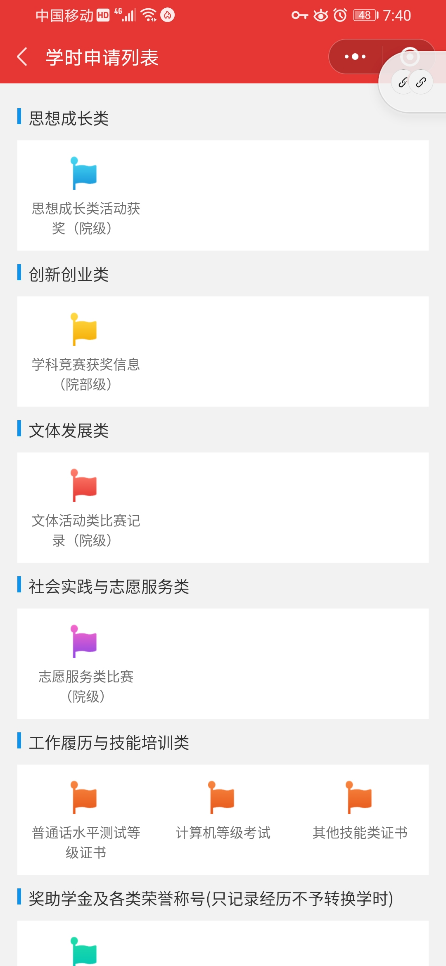 中国移动 HD 4G 48 7:40
学时申请列表
思想成长类
思想成长类活动获
奖（院级）
创新创业类
学科竞赛获奖信息
（院部级）
文体发展类
文体活动类比赛记
录（院级）
社会实践与志愿服务类
志愿服务类比赛
（院级）
工作履历与技能培训类
普通话水平测试等
级证书
计算机等级考试
其他技能类证书
奖助学金及各类荣誉称号(只记录经历不予转换学时)